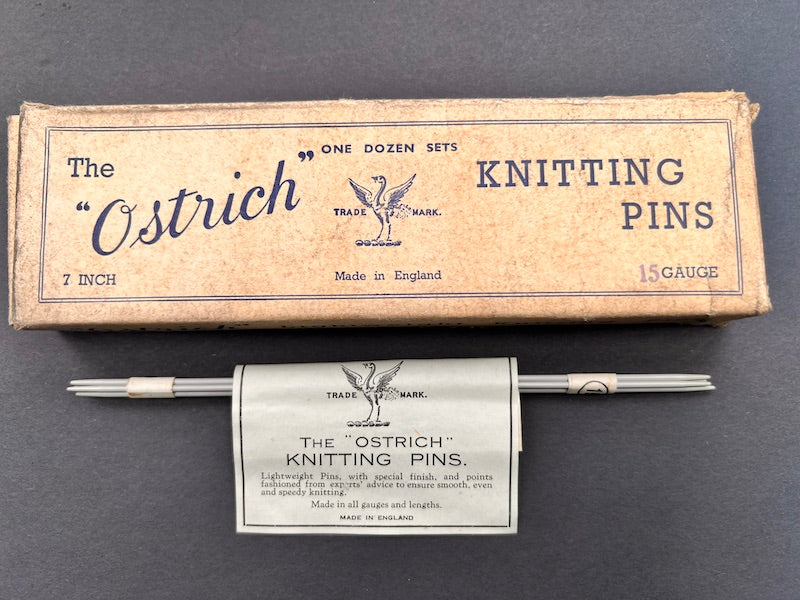 The
"Ostrich"
ONE DOZEN SETS
TRADE MARK.
Made in England
KNITTING
PINS
7 INCH
15 GAUGE
TRADE MARK.
THE "OSTRICH"
KNITTING PINS.
Lightweight Pins, with special finish, and points
fashioned from experts' advice to ensure smooth, even
and speedy knitting.
Made in all gauges and lengths.
MADE IN ENGLAND